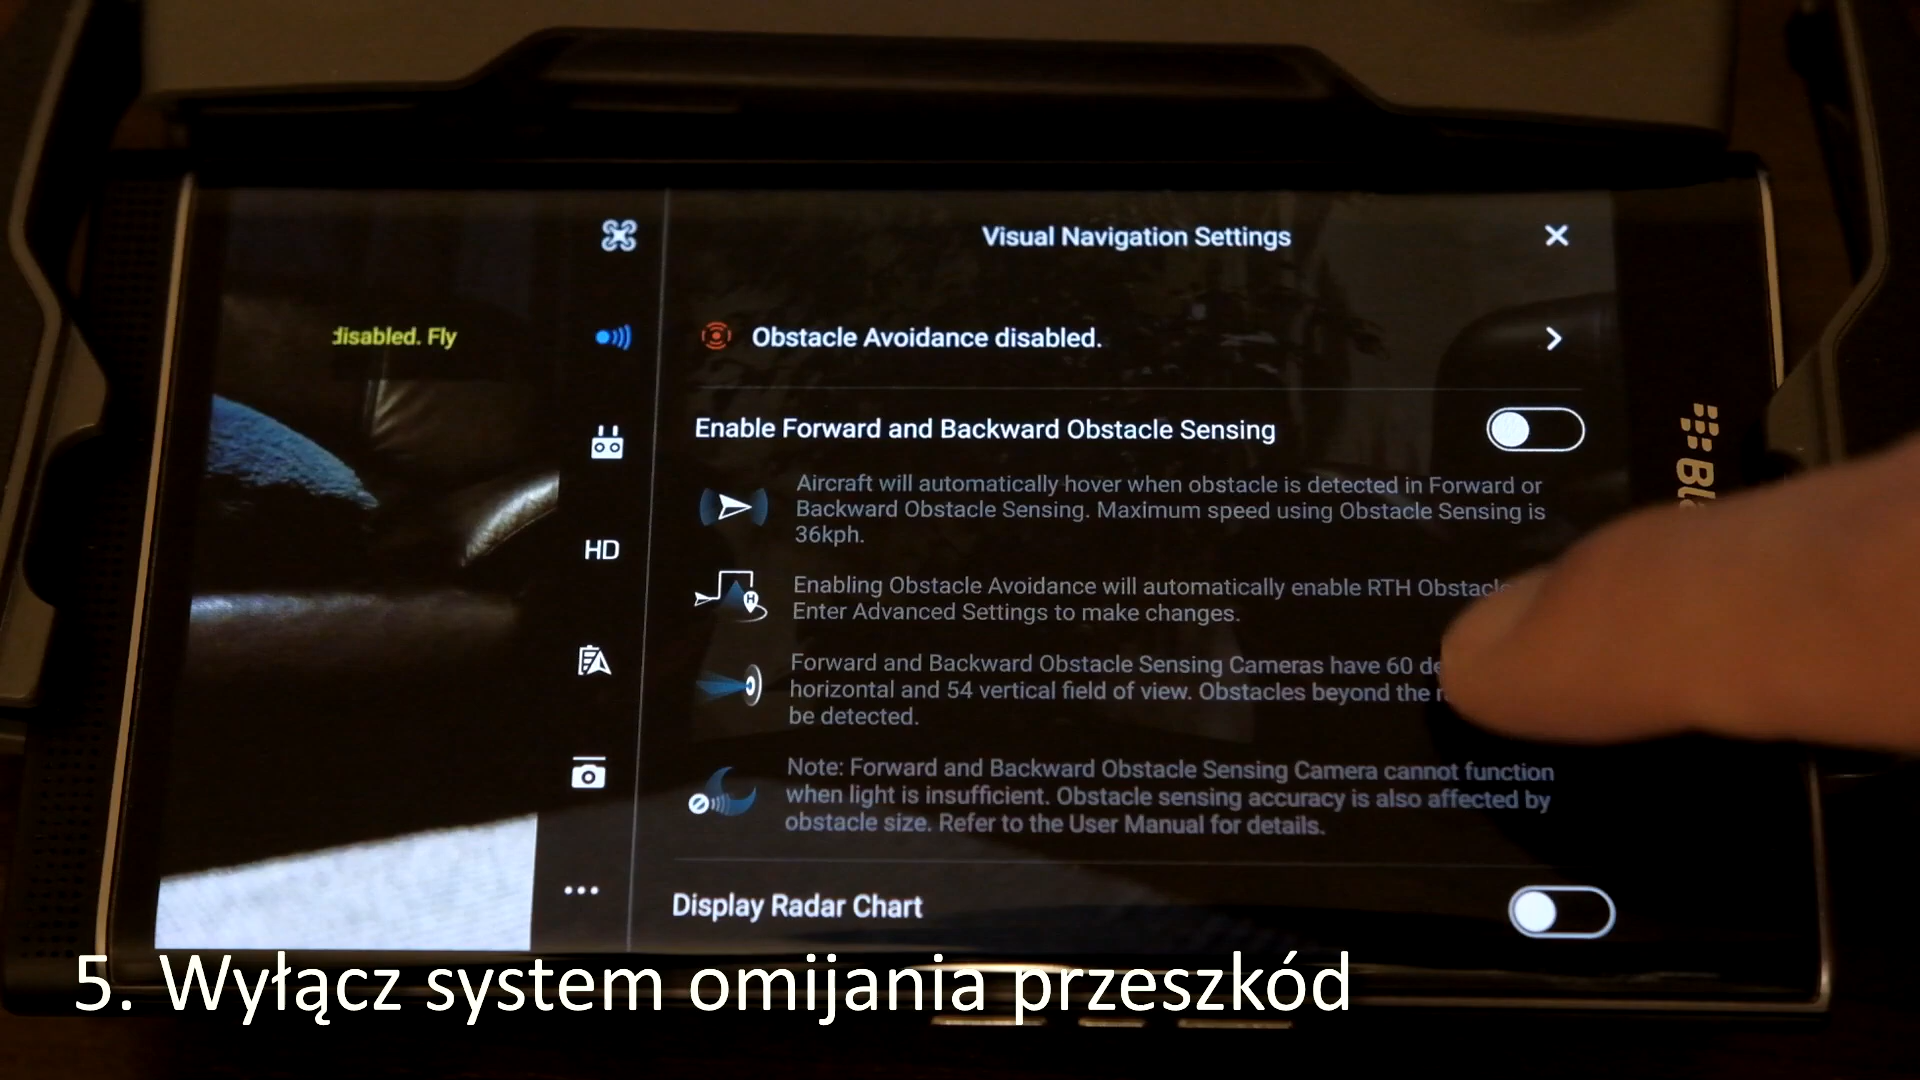 Visual Navigation Settings
disabled. Fly
Obstacle Avoidance disabled.
Enable Forward and Backward Obstacle Sensing
Aircraft will automatically hover when obstacle is detected in Forward or
Backward Obstacle Sensing. Maximum speed using Obstacle Sensing is
36kph.
HD
Enabling Obstacle Avoidance will automatically enable RTH Obstacle
Enter Advanced Settings to make changes.
Forward and Backward Obstacle Sensing Cameras have 60
horizontal and 54 vertical field of view. Obstacles beyond the
be detected.
Note: Forward and Backward Obstacle Sensing Camera cannot function
when light is insufficient. Obstacle sensing accuracy is also affected by
obstacle size. Refer to the User Manual for details.
Display Radar Chart
5. Wyłącz system omijania przeszkód